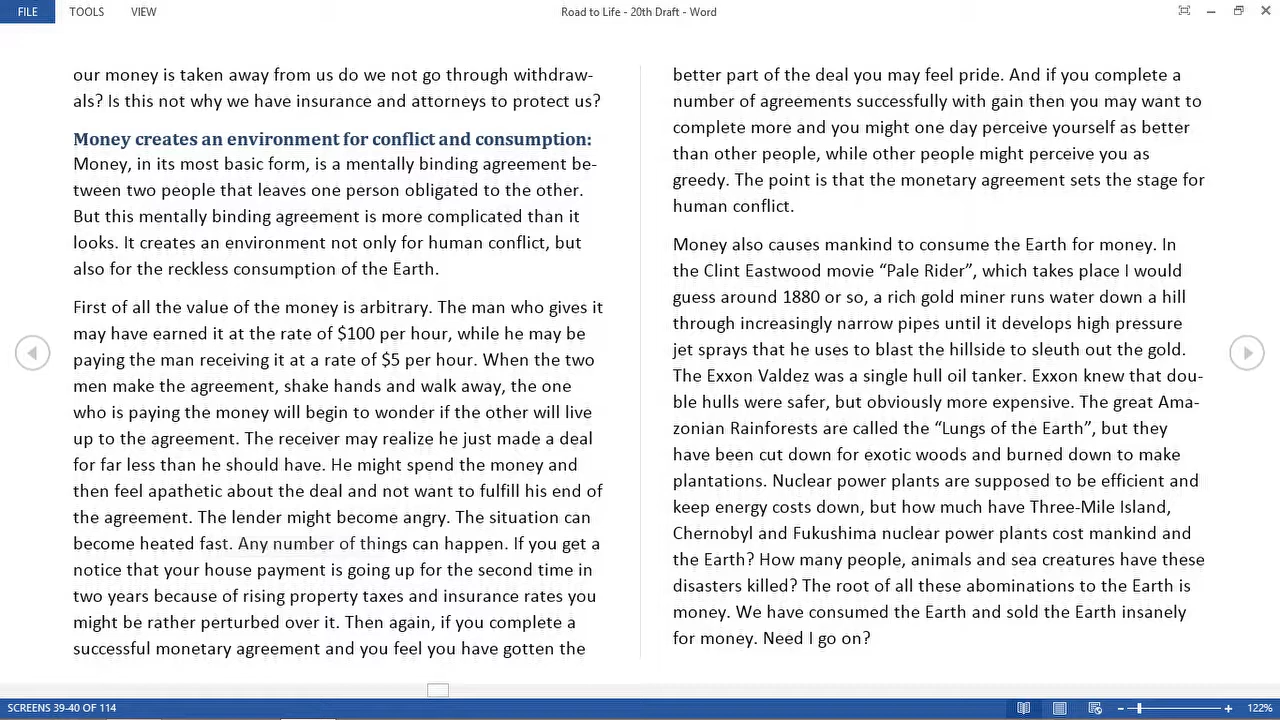 FILE TOOLS VIEW Road to Life - 20th Draft - Word
our money is taken away from us do we not go through withdraw-
als? Is this not why we have insurance and attorneys to protect us?
Money creates an environment for conflict and consumption:
Money, in its most basic form, is a mentally binding agreement be-
tween two people that leaves one person obligated to the other.
But this mentally binding agreement is more complicated than it
looks. It creates an environment not only for human conflict, but
also for the reckless consumption of the Earth.
First of all the value of the money is arbitrary. The man who gives it
may have earned it at the rate of $100 per hour, while he may be
paying the man receiving it at a rate of $5 per hour. When the two
men make the agreement, shake hands and walk away, the one
who is paying the money will begin to wonder if the other will live
up to the agreement. The receiver may realize he just made a deal
for far less than he should have. He might spend the money and
then feel apathetic about the deal and not want to fulfill his end of
the agreement. The lender might become angry. The situation can
become heated fast. Any number of things can happen. If you get a
notice that your house payment is going up for the second time in
two years because of rising property taxes and insurance rates you
might be rather perturbed over it. Then again, if you complete a
successful monetary agreement and you feel you have gotten the
better part of the deal you may feel pride. And if you complete a
number of agreements successfully with gain then you may want to
complete more and you might one day perceive yourself as better
than other people, while other people might perceive you as
greedy. The point is that the monetary agreement sets the stage for
human conflict.
Money also causes mankind to consume the Earth for money. In
the Clint Eastwood movie “Pale Rider”, which takes place I would
guess around 1880 or so, a rich gold miner runs water down a hill
through increasingly narrow pipes until it develops high pressure
jet sprays that he uses to blast the hillside to sleuth out the gold.
The Exxon Valdez was a single hull oil tanker. Exxon knew that dou-
ble hulls were safer, but obviously more expensive. The great Ama-
zonian Rainforests are called the “Lungs of the Earth”, but they
have been cut down for exotic woods and burned down to make
plantations. Nuclear power plants are supposed to be efficient and
keep energy costs down, but how much have Three-Mile Island,
Chernobyl and Fukushima nuclear power plants cost mankind and
the Earth? How many people, animals and sea creatures have these
disasters killed? The root of all these abominations to the Earth is
money. We have consumed the Earth and sold the Earth insanely
for money. Need I go on?
SCREENS 39-40 OF 114 122%